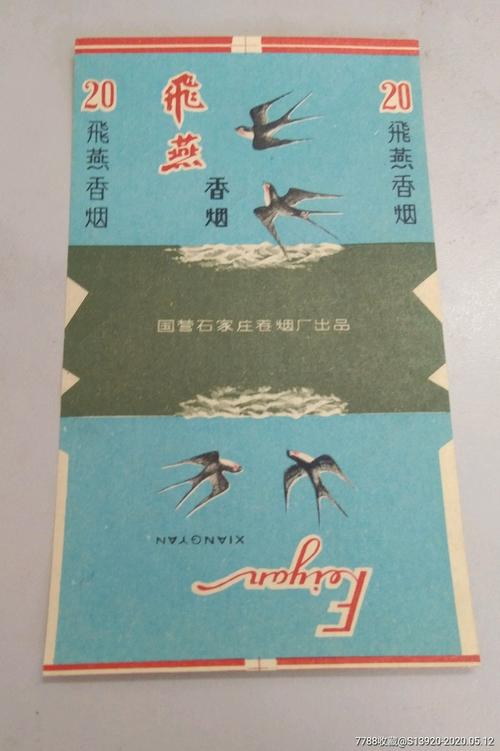 20
飛燕香烟
飛燕
香烟
20
飛燕香烟
国营石家庄卷烟厂出品
XIANGYAN
Feiyan
7788收藏@S13920-2020.05.12